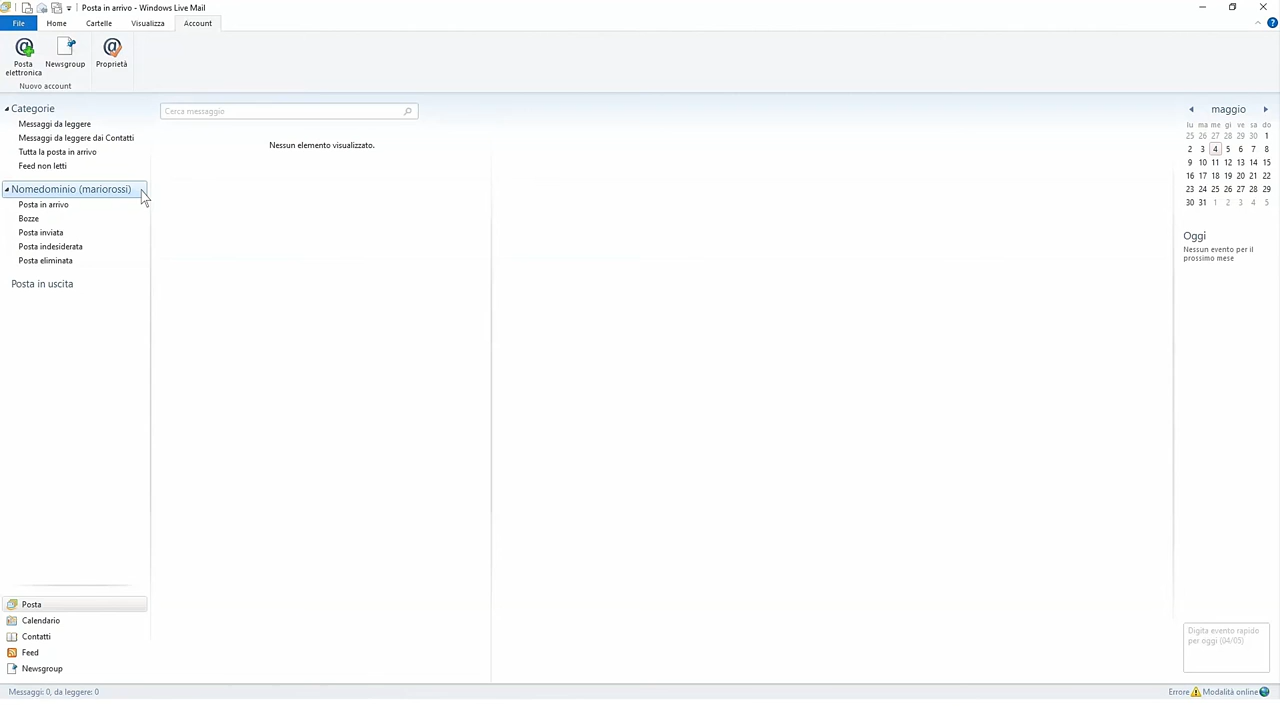 Posta in arrivo - Windows Live Mail
File Home Cartelle Visualizza Account
Posta elettronica
Newsgroup
Proprietà
Nuovo account
Categorie
Messaggi da leggere
Messaggi da leggere dai Contatti
Tutta la posta in arrivo
Feed non letti
Nomedominio (mariorossi)
Posta in arrivo
Bozze
Posta inviata
Posta indesiderata
Posta eliminata
Posta in uscita
Posta
Calendario
Contatti
Feed
Newsgroup
Cerca messaggio
Nessun elemento visualizzato.
maggio
lu ma me gi ve sa do
25 26 27 28 29 30 1
2 3 4 5 6 7 8
9 10 11 12 13 14 15
16 17 18 19 20 21 22
23 24 25 26 27 28 29
30 31 1 2 3 4 5
Oggi
Nessun evento per il
prossimo mese
Digita evento rapido
per oggi (04/05)
Messaggi: 0, da leggere: 0
Errore Modalità online